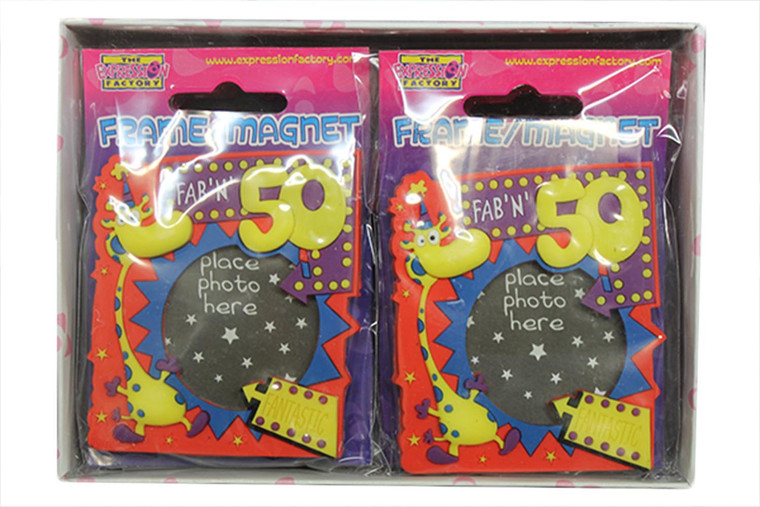 THE
EXPRESSION
FACTORY
www.expressionfactory.com
FRAME/MAGNET
FAB'N'
50
place
photo
here
FANTASTIC
THE
EXPRESSION
FACTORY
www.expressionfactory.com
FRAME/MAGNET
FAB'N'
50
place
photo
here
FANTASTIC